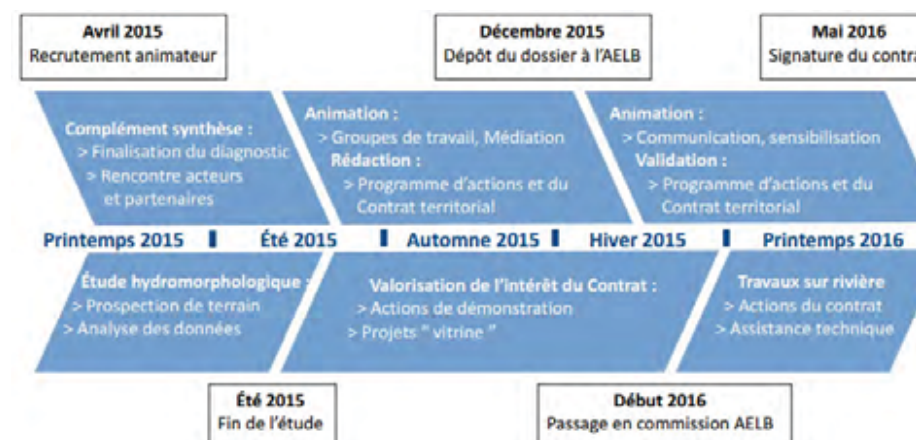 Avril 2015
Recrutement animateur
Décembre 2015
Dépôt du dossier à l'AELB
Mai 2016
Signature du contra
Complément synthèse :
> Finalisation du diagnostic
> Rencontre acteurs
et partenaires
Animation :
> Groupes de travail, Médiation
Rédaction :
> Programme d'actions et du
Contrat territorial
Animation :
> Communication, sensibilisation
Validation :
> Programme d'actions et du
Contrat territorial
Printemps 2015 Été 2015 Automne 2015 Hiver 2015 Printemps 2016
Étude hydromorphologique :
> Prospection de terrain
> Analyse des données
Valorisation de l'intérêt du Contrat :
> Actions de démonstration
> Projets " vitrine "
Travaux sur rivière
> Actions du contrat
> Assistance technique
Été 2015
Fin de l'étude
Début 2016
Passage en commission AELB